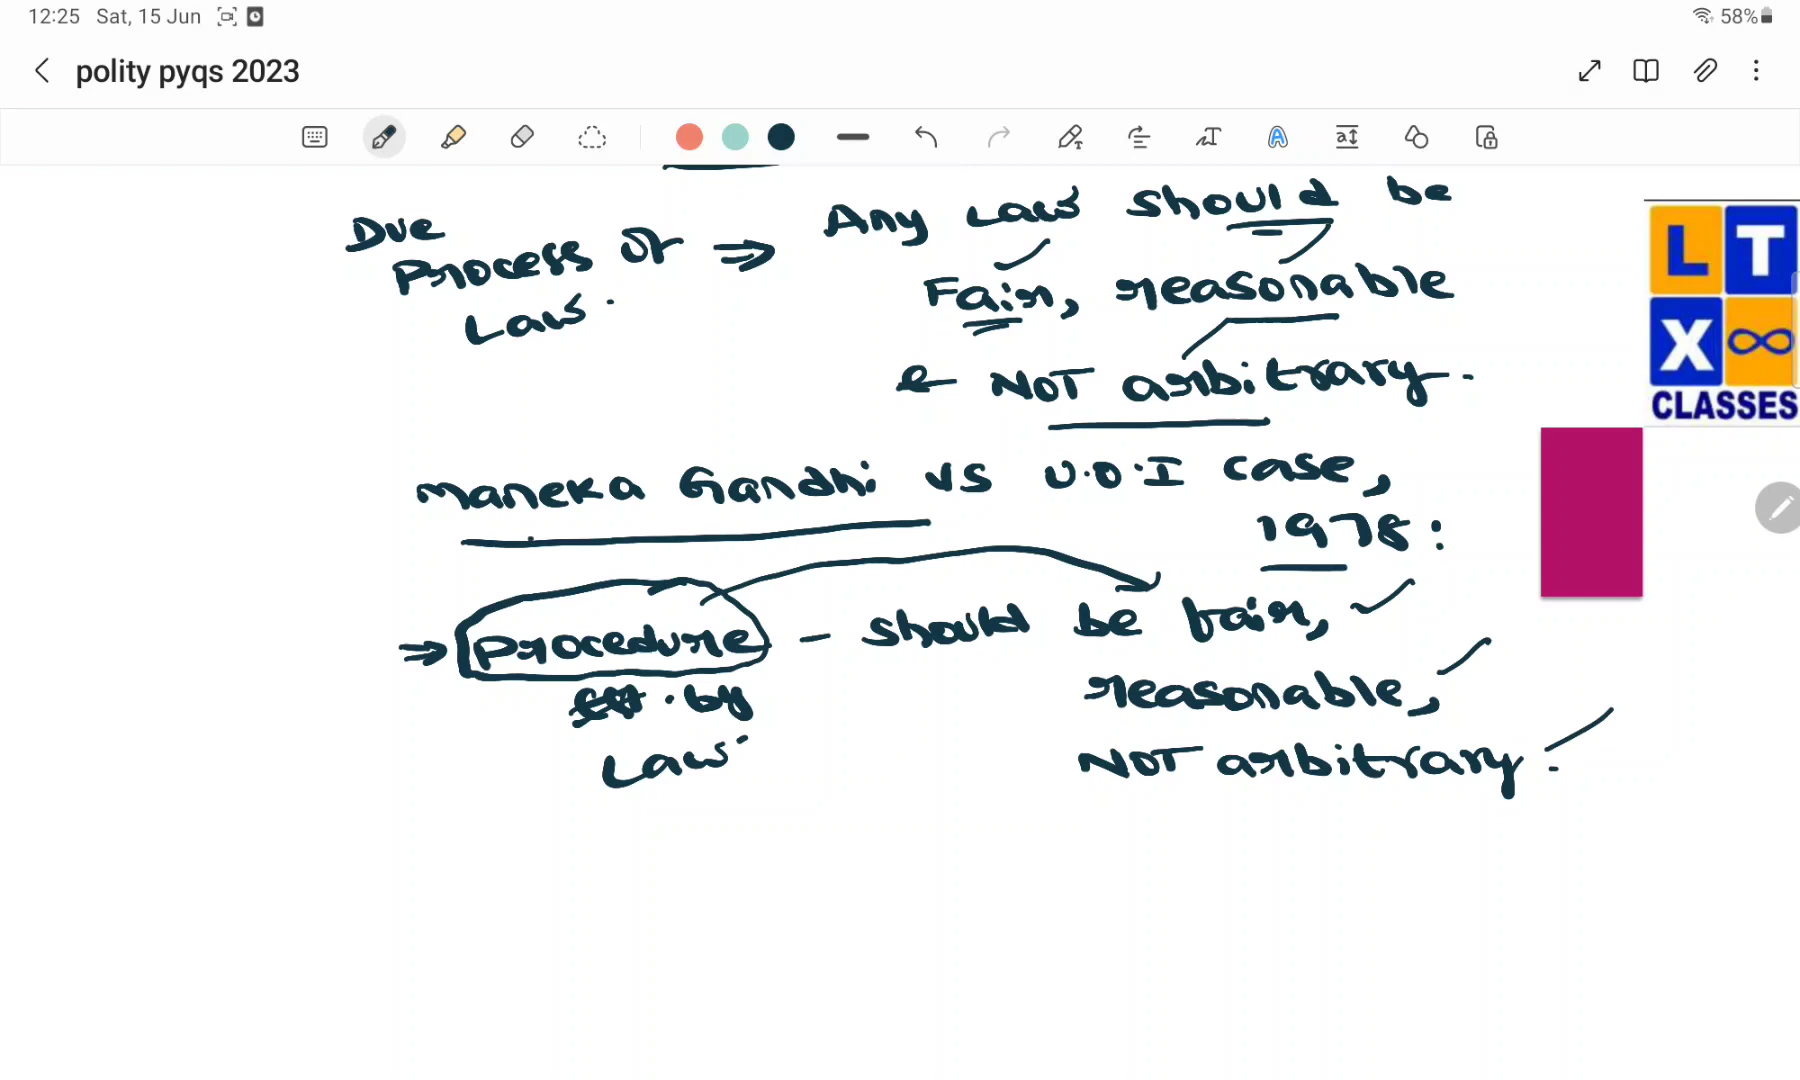 12:25 Sat, 15 Jun 58%
polity pyqs 2023
Due Process of Law. ⇒ Any Law should be
Fair, reasonable
& NOT arbitrary.
Maneka Gandhi vs U.O.I case,
1978:
⇒ Procedure – should be fair,
by reasonable,
Law NOT arbitrary.
LT
X∞
CLASSES